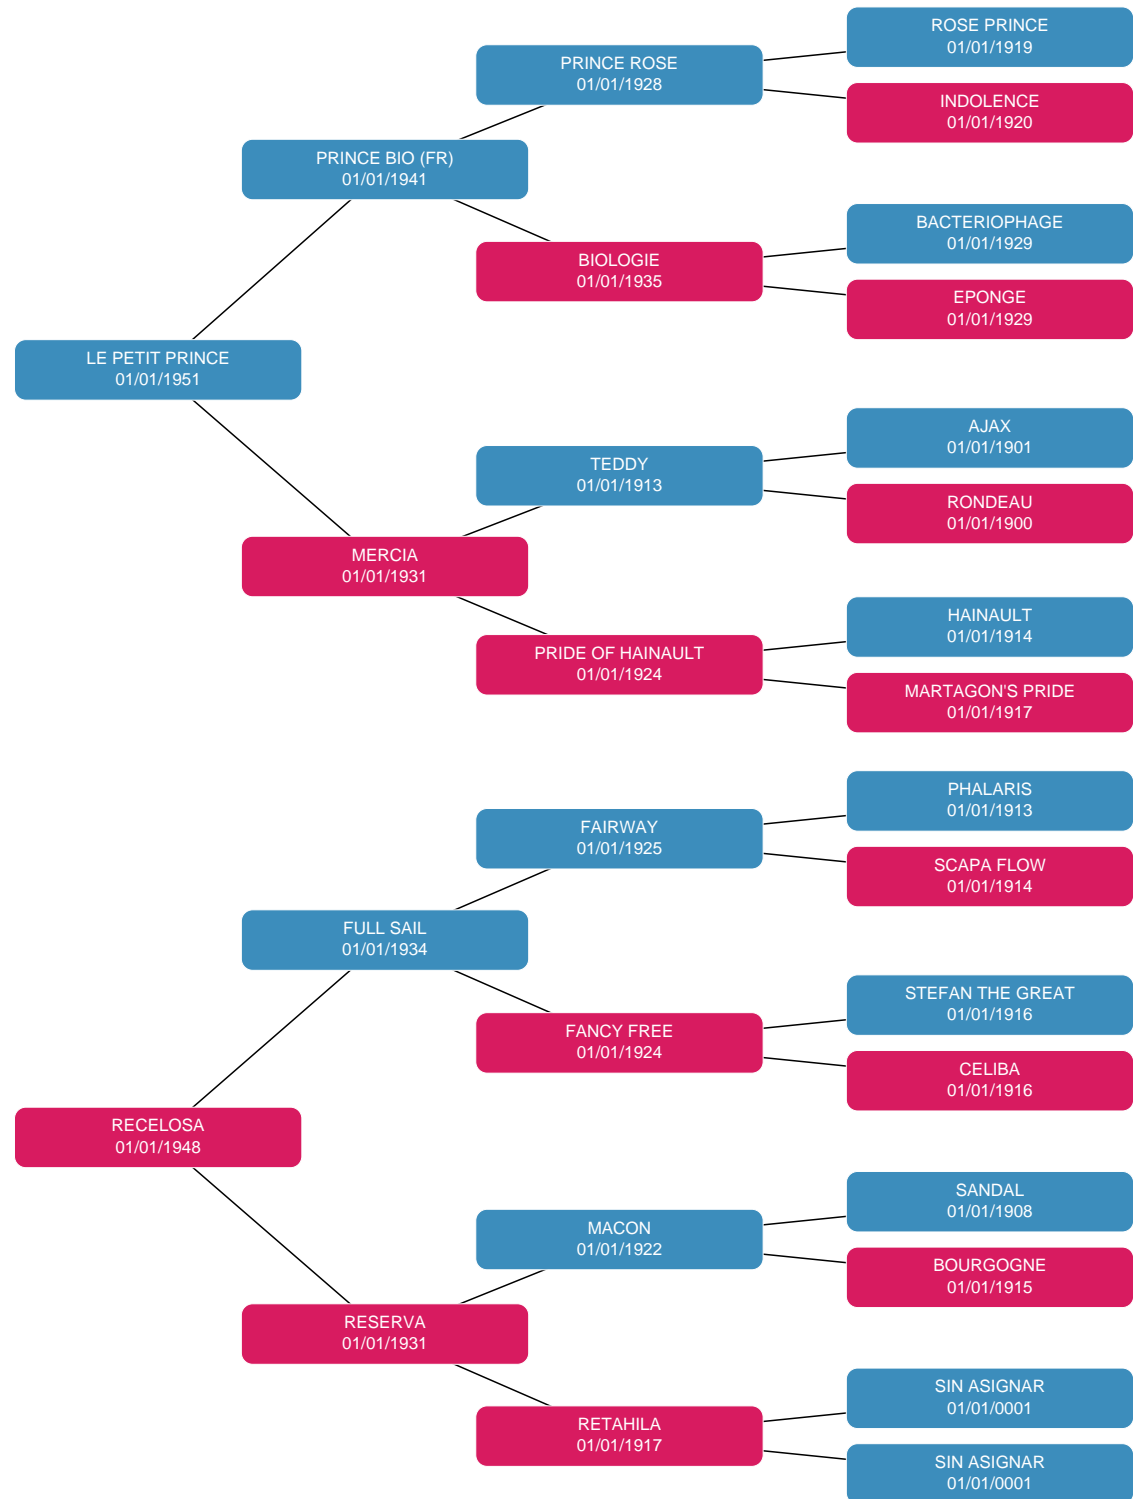 ROSE PRINCE
01/01/1919
PRINCE ROSE
01/01/1928
INDOLENCE
01/01/1920
PRINCE BIO (FR)
01/01/1941
BACTERIOPHAGE
01/01/1929
BIOLOGIE
01/01/1935
EPONGE
01/01/1929
LE PETIT PRINCE
01/01/1951
AJAX
01/01/1901
TEDDY
01/01/1913
RONDEAU
01/01/1900
MERCIA
01/01/1931
HAINAULT
01/01/1914
PRIDE OF HAINAULT
01/01/1924
MARTAGON'S PRIDE
01/01/1917
PHALARIS
01/01/1913
FAIRWAY
01/01/1925
SCAPA FLOW
01/01/1914
FULL SAIL
01/01/1934
STEFAN THE GREAT
01/01/1916
FANCY FREE
01/01/1924
CELIBA
01/01/1916
RECELOSA
01/01/1948
SANDAL
01/01/1908
MACON
01/01/1922
BOURGOGNE
01/01/1915
RESERVA
01/01/1931
SIN ASIGNAR
01/01/0001
RETAHILA
01/01/1917
SIN ASIGNAR
01/01/0001